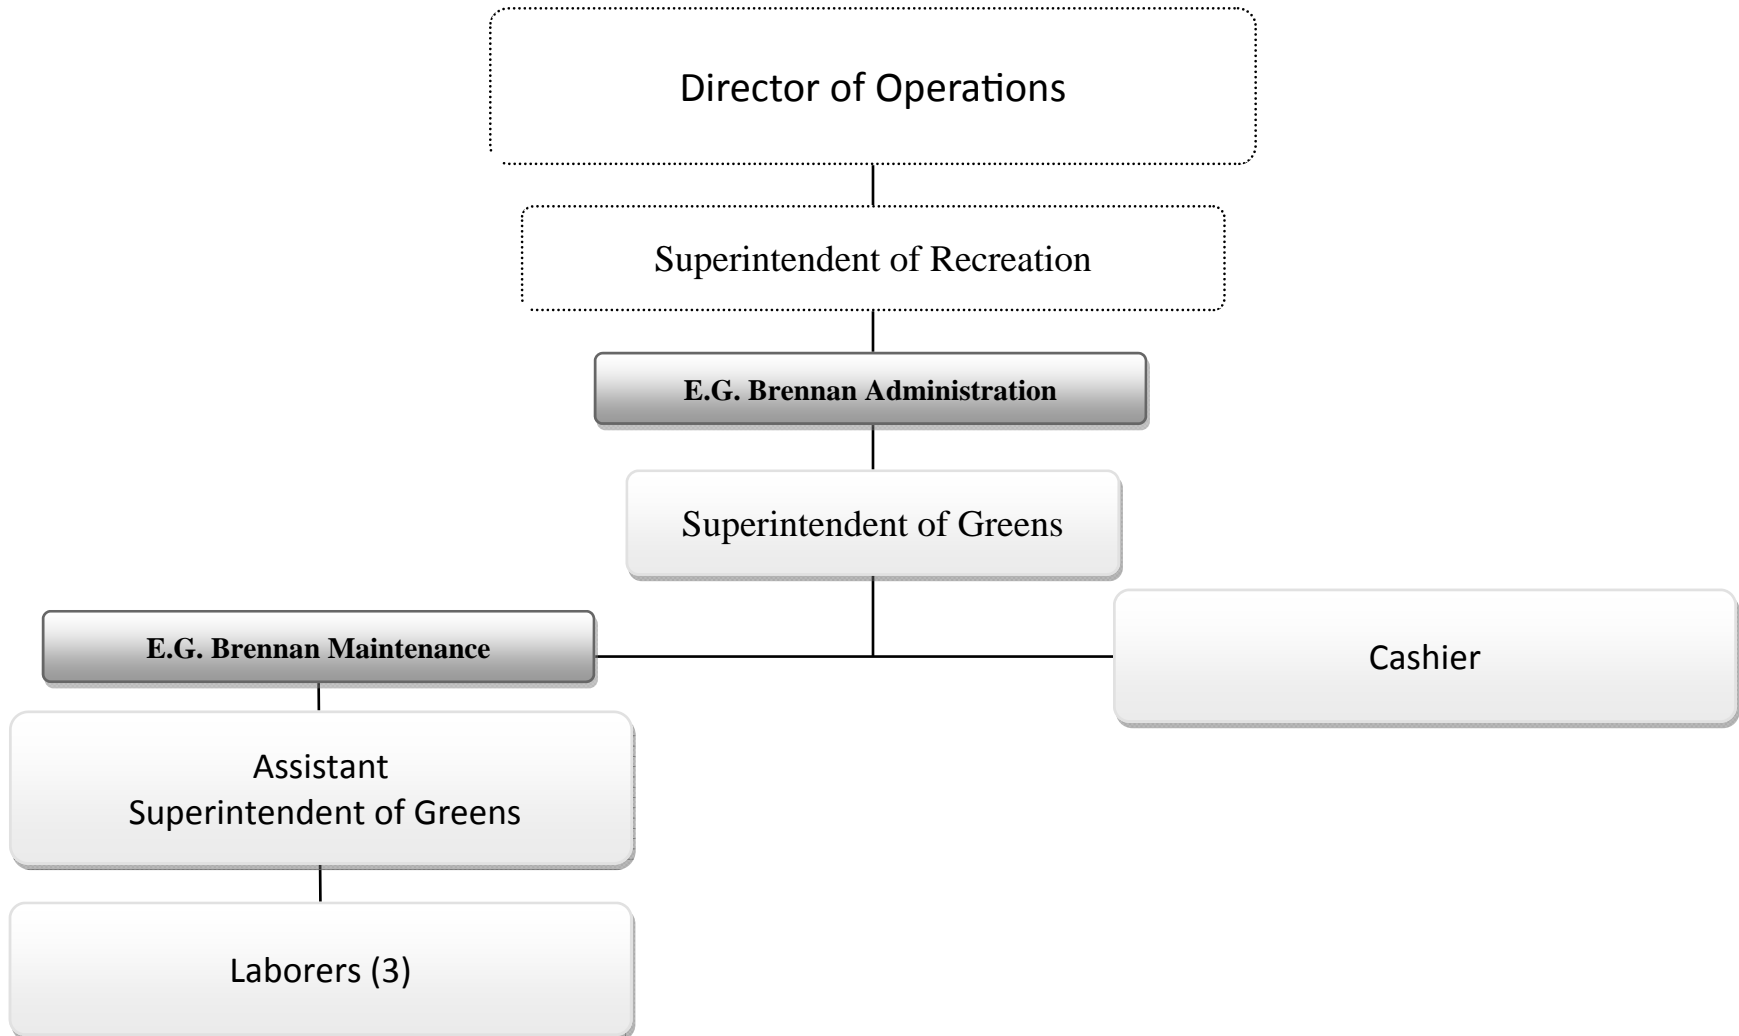 Director of Operations
Superintendent of Recreation
E.G. Brennan Administration
Superintendent of Greens
E.G. Brennan Maintenance
Cashier
Assistant
Superintendent of Greens
Laborers (3)